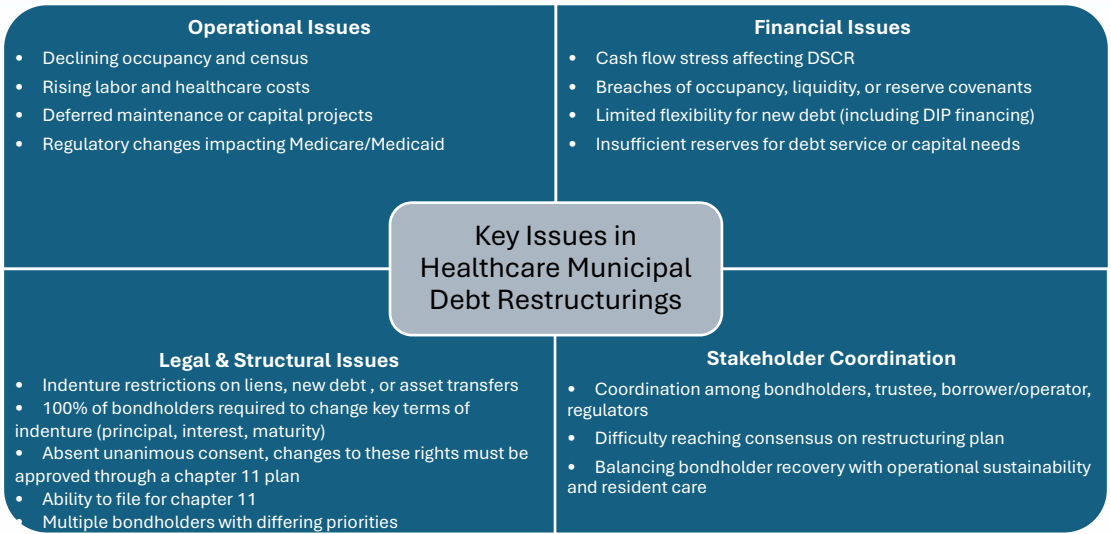 Operational Issues
• Declining occupancy and census
• Rising labor and healthcare costs
• Deferred maintenance or capital projects
• Regulatory changes impacting Medicare/Medicaid
Financial Issues
• Cash flow stress affecting DSCR
• Breaches of occupancy, liquidity, or reserve covenants
• Limited flexibility for new debt (including DIP financing)
• Insufficient reserves for debt service or capital needs
Key Issues in
Healthcare Municipal
Debt Restructurings
Legal & Structural Issues
• Indenture restrictions on liens, new debt , or asset transfers
• 100% of bondholders required to change key terms of
indenture (principal, interest, maturity)
• Absent unanimous consent, changes to these rights must be
approved through a chapter 11 plan
• Ability to file for chapter 11
• Multiple bondholders with differing priorities
Stakeholder Coordination
• Coordination among bondholders, trustee, borrower/operator,
regulators
• Difficulty reaching consensus on restructuring plan
• Balancing bondholder recovery with operational sustainability
and resident care